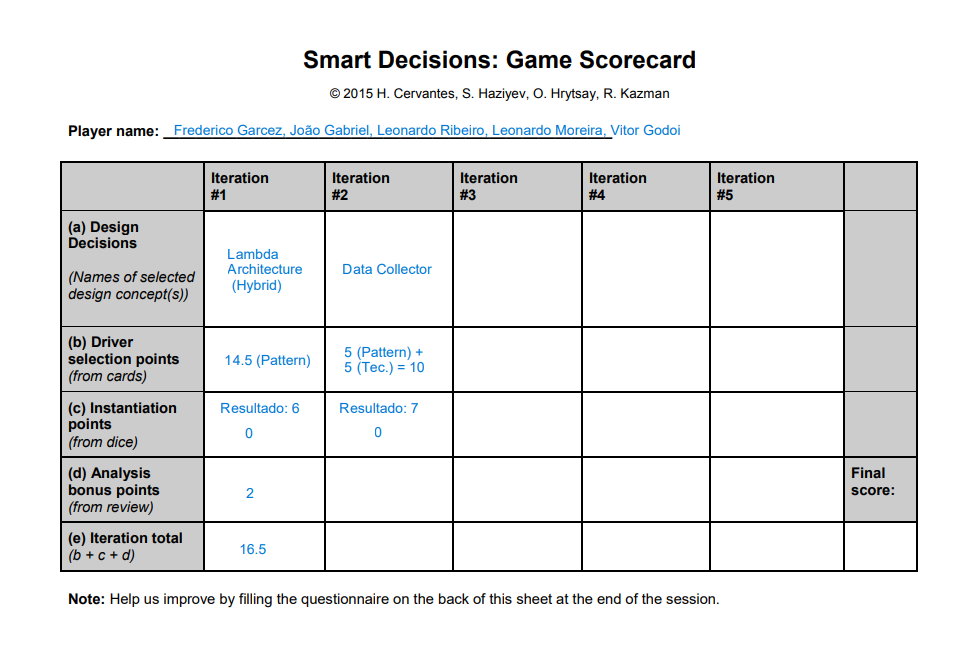 Smart Decisions: Game Scorecard
© 2015 H. Cervantes, S. Haziyev, O. Hrytsay, R. Kazman
Player name: Frederico Garcez, João Gabriel, Leonardo Ribeiro, Leonardo Moreira, Vitor Godoi
Iteration #1
Iteration #2
Iteration #3
Iteration #4
Iteration #5
(a) Design
Decisions
(Names of selected
design concept(s))
Lambda
Architecture
(Hybrid)
Data Collector
(b) Driver
selection points
(from cards)
14.5 (Pattern)
5 (Pattern) +
5 (Tec.) = 10
(c) Instantiation
points
(from dice)
Resultado: 6
0
Resultado: 7
0
(d) Analysis
bonus points
(from review)
2
Final
score:
(e) Iteration total
(b + c + d)
16.5
Note: Help us improve by filling the questionnaire on the back of this sheet at the end of the session.